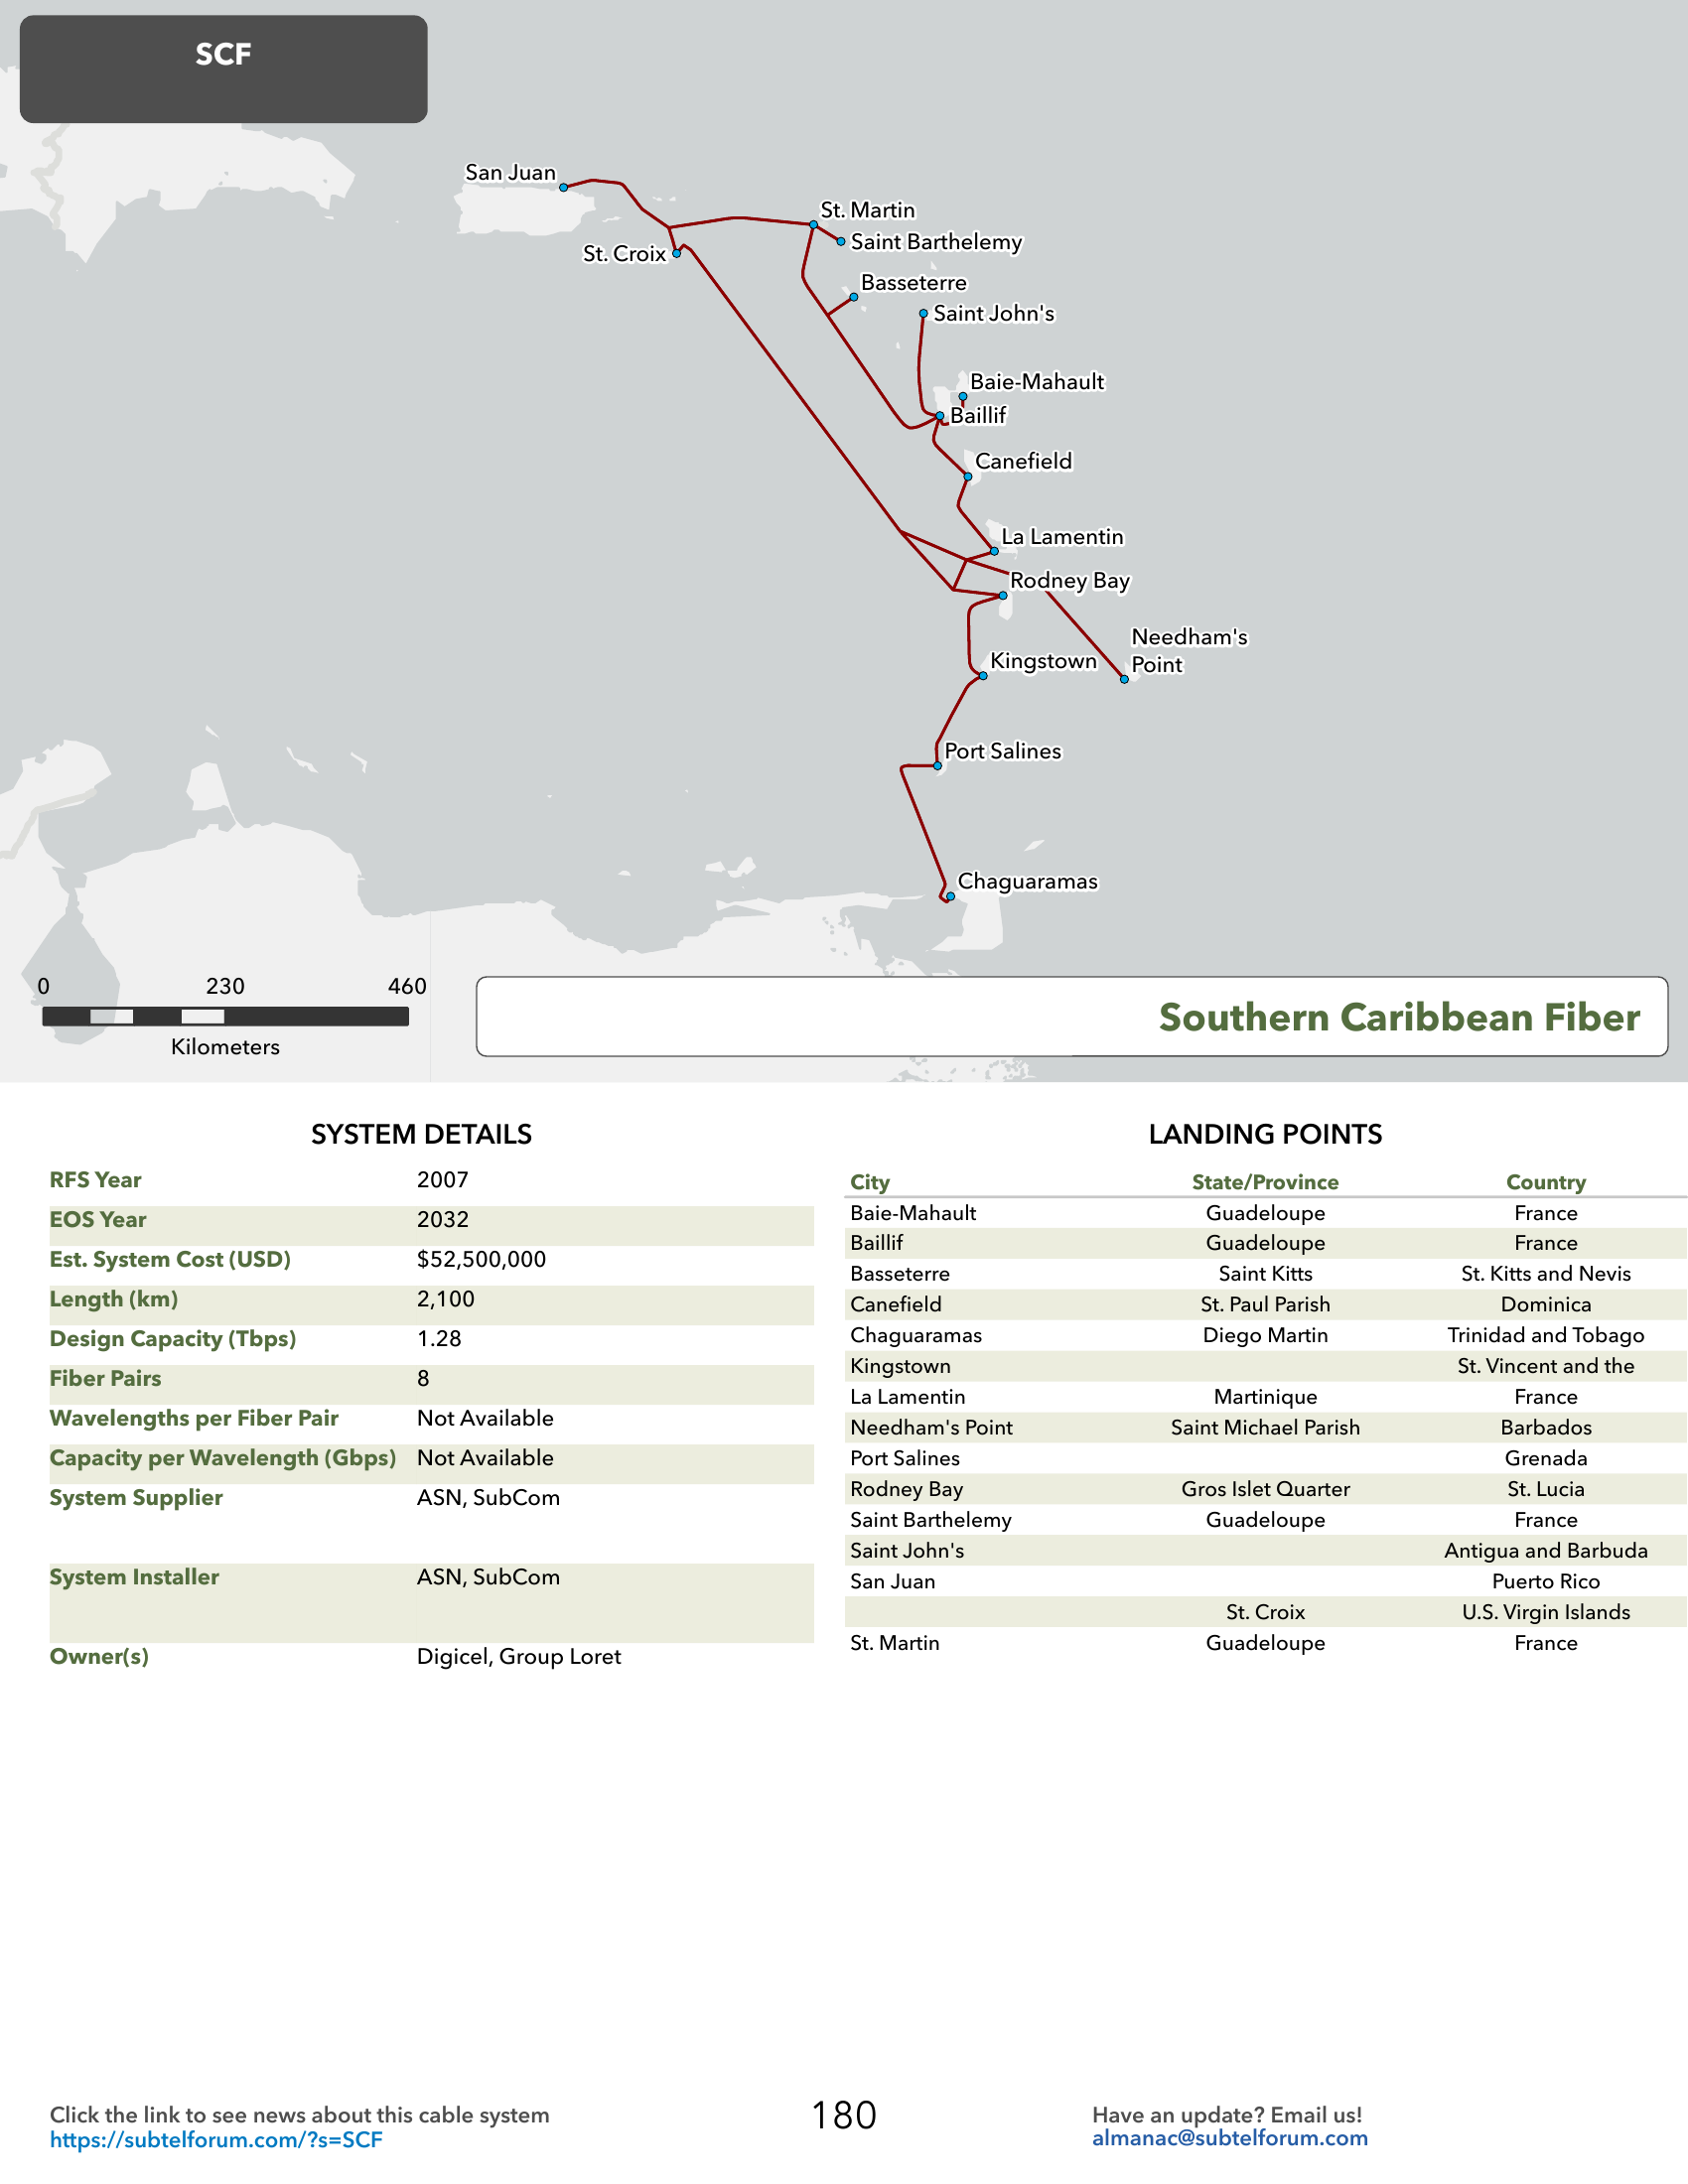 SCF
San Juan
St. Martin
Saint Barthelemy
St. Croix
Basseterre
Saint John's
Baie-Mahault
Baillif
Canefield
La Lamentin
Rodney Bay
Needham's
Point
Kingstown
Port Salines
Chaguaramas
0 230 460
Kilometers
Southern Caribbean Fiber
SYSTEM DETAILS
RFS Year 2007
EOS Year 2032
Est. System Cost (USD) $52,500,000
Length (km) 2,100
Design Capacity (Tbps) 1.28
Fiber Pairs 8
Wavelengths per Fiber Pair Not Available
Capacity per Wavelength (Gbps) Not Available
System Supplier ASN, SubCom
System Installer ASN, SubCom
Owner(s) Digicel, Group Loret
LANDING POINTS
City State/Province Country
Baie-Mahault Guadeloupe France
Baillif Guadeloupe France
Basseterre Saint Kitts St. Kitts and Nevis
Canefield St. Paul Parish Dominica
Chaguaramas Diego Martin Trinidad and Tobago
Kingstown St. Vincent and the
La Lamentin Martinique France
Needham's Point Saint Michael Parish Barbados
Port Salines Grenada
Rodney Bay Gros Islet Quarter St. Lucia
Saint Barthelemy Guadeloupe France
Saint John's Antigua and Barbuda
San Juan Puerto Rico
St. Croix U.S. Virgin Islands
St. Martin Guadeloupe France
Click the link to see news about this cable system
https://subtelforum.com/?s=SCF
180
Have an update? Email us!
almanac@subtelforum.com